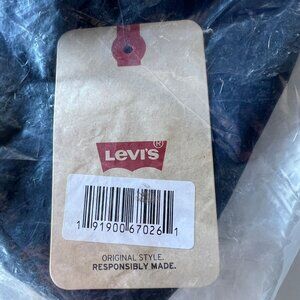 Levi's®
1 91900 67026 1
ORIGINAL STYLE.
RESPONSIBLY MADE.